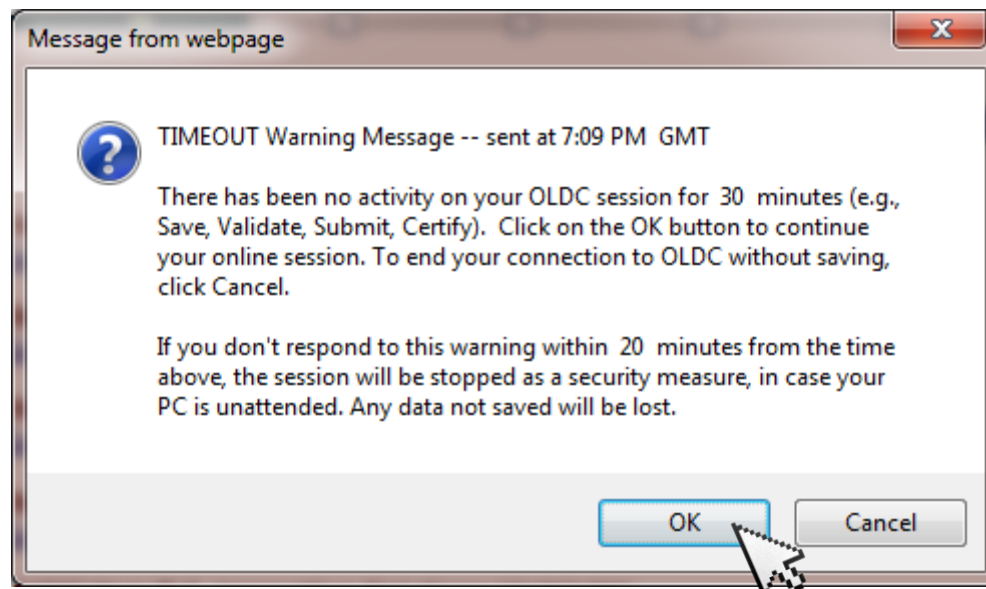 Message from webpage
TIMEOUT Warning Message -- sent at 7:09 PM GMT
There has been no activity on your OLDC session for 30 minutes (e.g.,
Save, Validate, Submit, Certify). Click on the OK button to continue
your online session. To end your connection to OLDC without saving,
click Cancel.
If you don't respond to this warning within 20 minutes from the time
above, the session will be stopped as a security measure, in case your
PC is unattended. Any data not saved will be lost.
OK Cancel